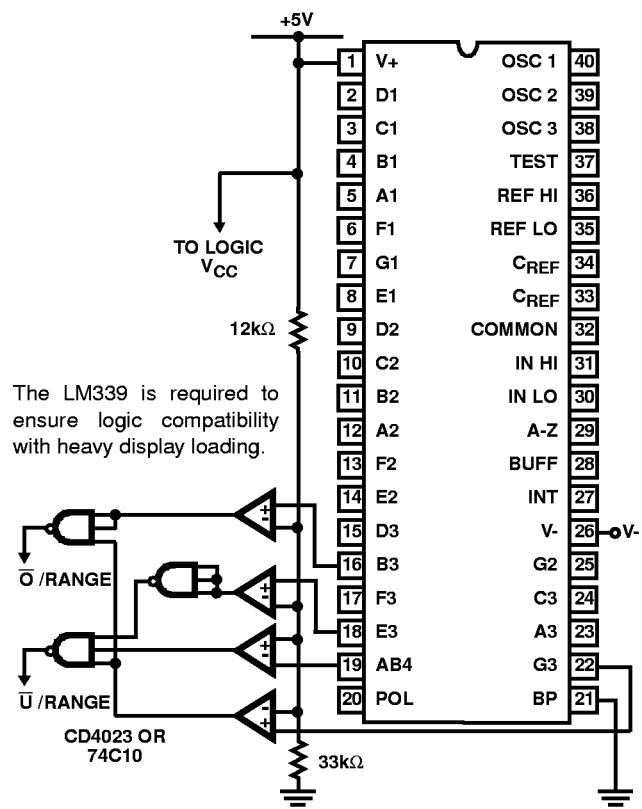 +5V
1 V+ OSC 1 40
2 D1 OSC 2 39
3 C1 OSC 3 38
4 B1 TEST 37
5 A1 REF HI 36
6 F1 REF LO 35
TO LOGIC
VCC
7 G1 CREF 34
8 E1 CREF 33
12kΩ
9 D2 COMMON 32
10 C2 IN HI 31
11 B2 IN LO 30
12 A2 A-Z 29
13 F2 BUFF 28
14 E2 INT 27
15 D3 V- 26 V-
16 B3 G2 25
17 F3 C3 24
18 E3 A3 23
19 AB4 G3 22
20 POL BP 21
The LM339 is required to
ensure logic compatibility
with heavy display loading.
+
-
O̅ /RANGE
+
-
+
-
U̅ /RANGE
-
+
CD4023 OR
74C10
33kΩ